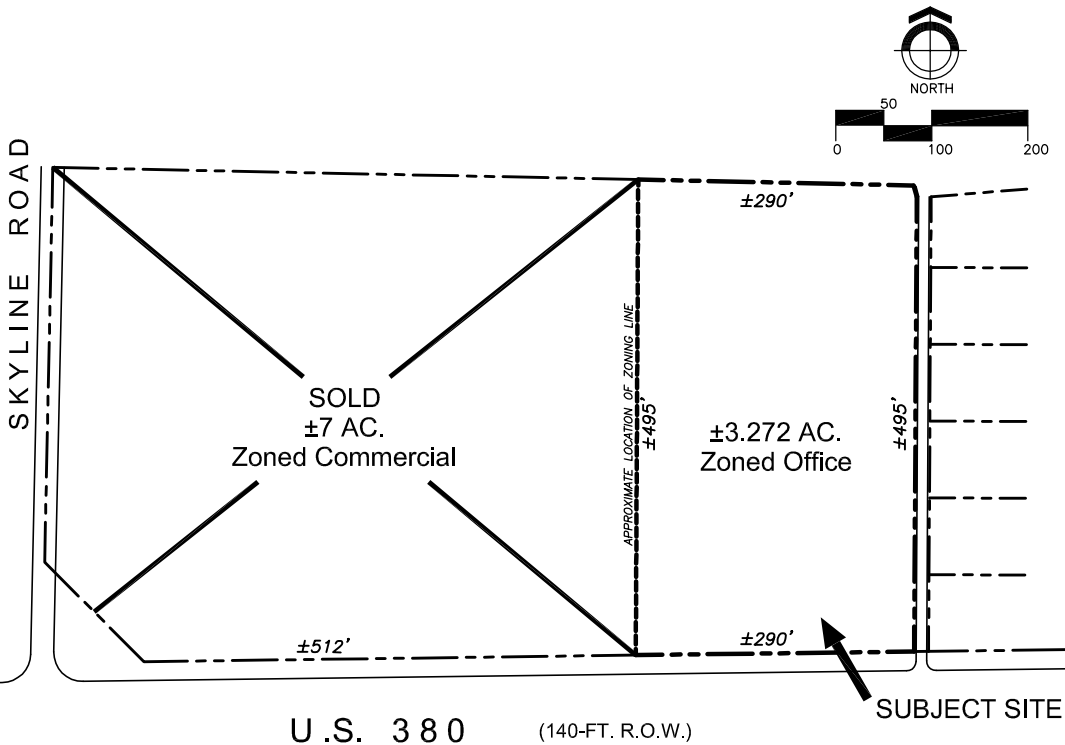 NORTH
50
0
100
200
SKYLINE ROAD
±290'
SOLD
±7 AC.
Zoned Commercial
APPROXIMATE LOCATION OF ZONING LINE
±495'
±3.272 AC.
Zoned Office
±495'
±512'
±290'
SUBJECT SITE
U.S. 380
(140-FT. R.O.W.)